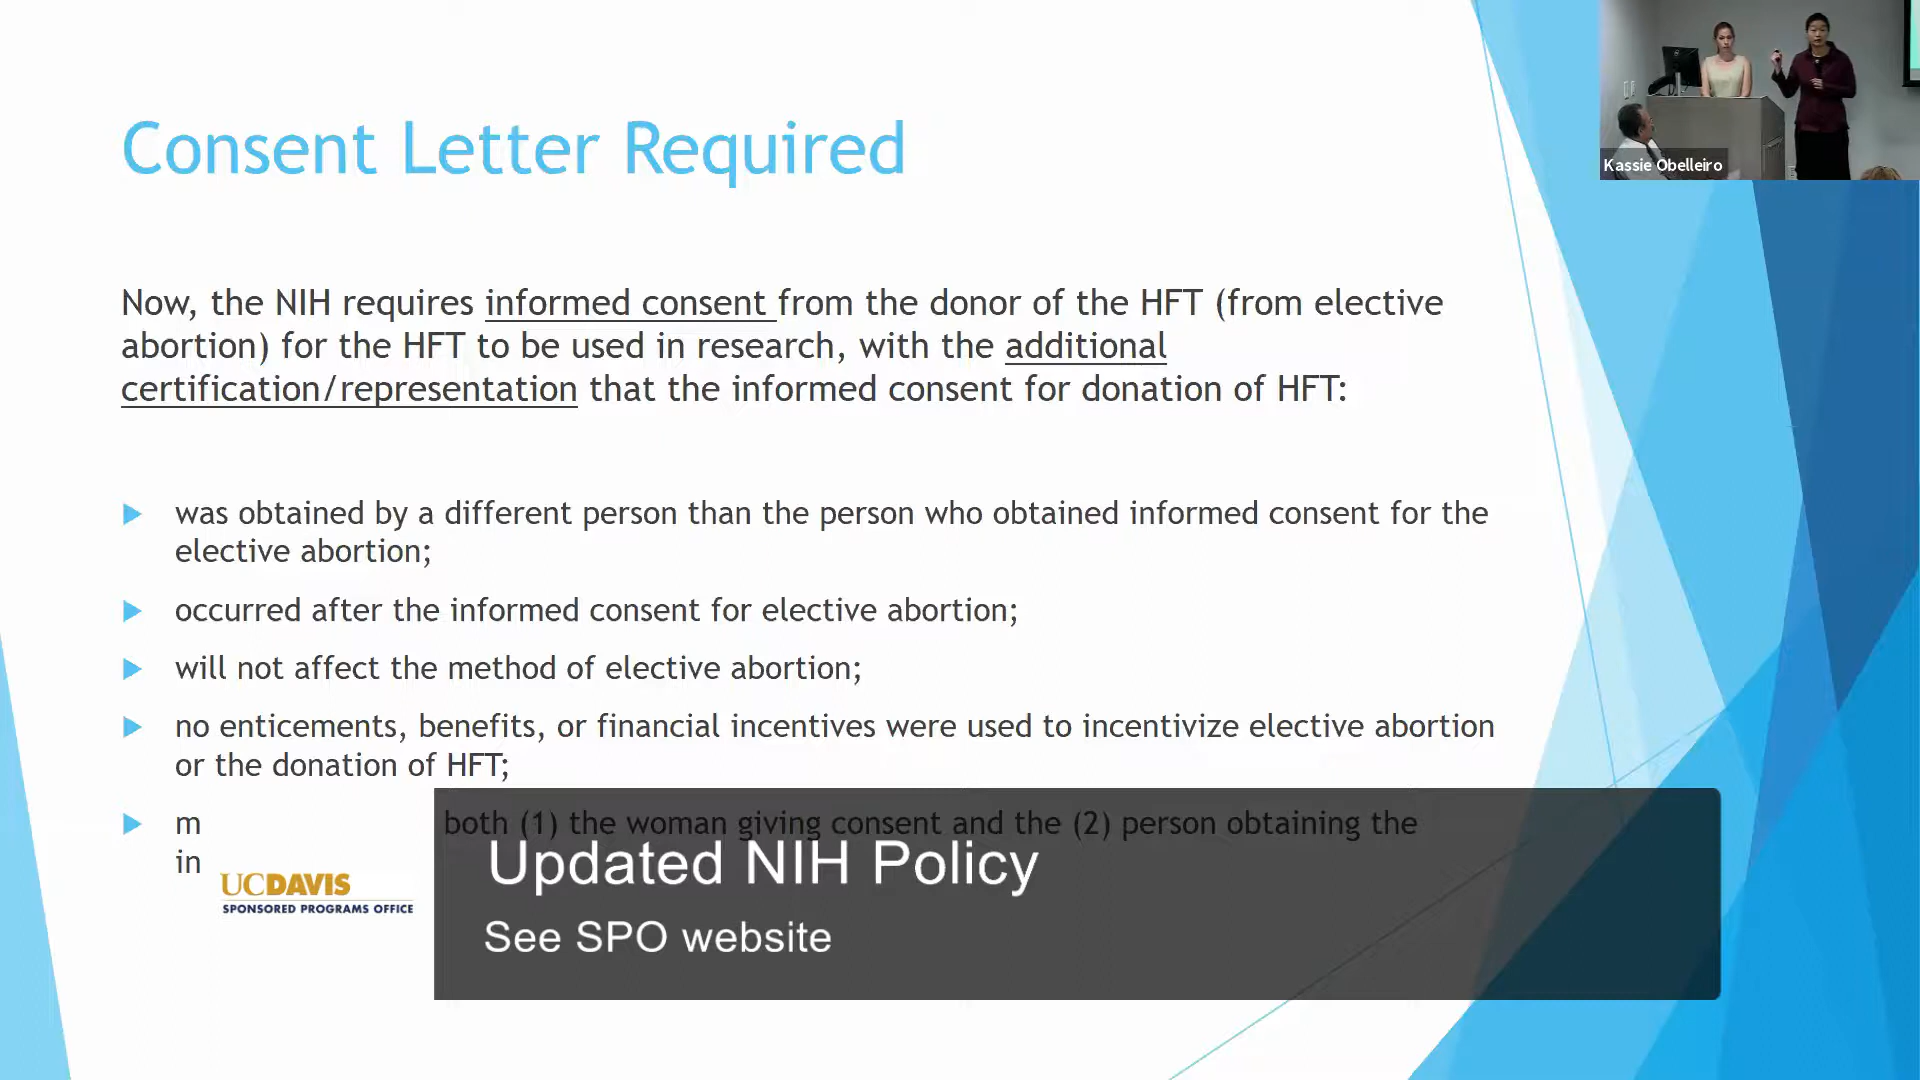 Consent Letter Required
Kassie Obelleiro
Now, the NIH requires informed consent from the donor of the HFT (from elective
abortion) for the HFT to be used in research, with the additional
certification/representation that the informed consent for donation of HFT:
was obtained by a different person than the person who obtained informed consent for the
elective abortion;
occurred after the informed consent for elective abortion;
will not affect the method of elective abortion;
no enticements, benefits, or financial incentives were used to incentivize elective abortion
or the donation of HFT;
both (1) the woman giving consent and the (2) person obtaining the
UCDAVIS
SPONSORED PROGRAMS OFFICE
Updated NIH Policy
See SPO website